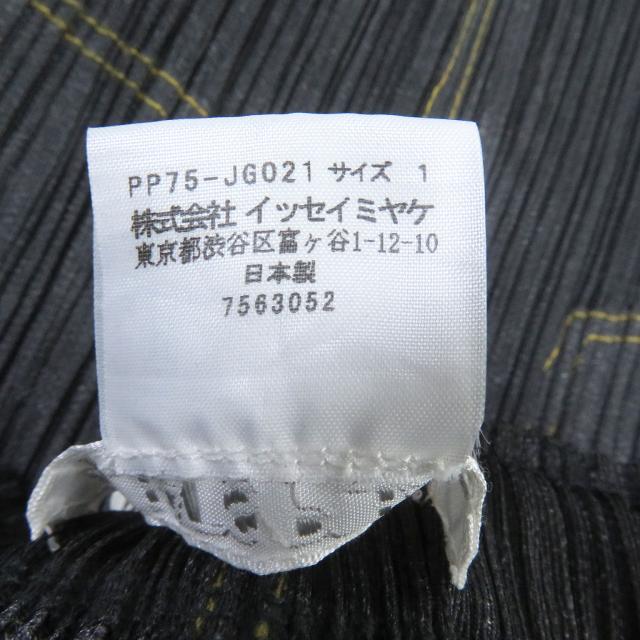 PP75-JG021 サイズ 1
株式会社 イッセイミヤケ
東京都渋谷区富ヶ谷1-12-10
日本製
7563052